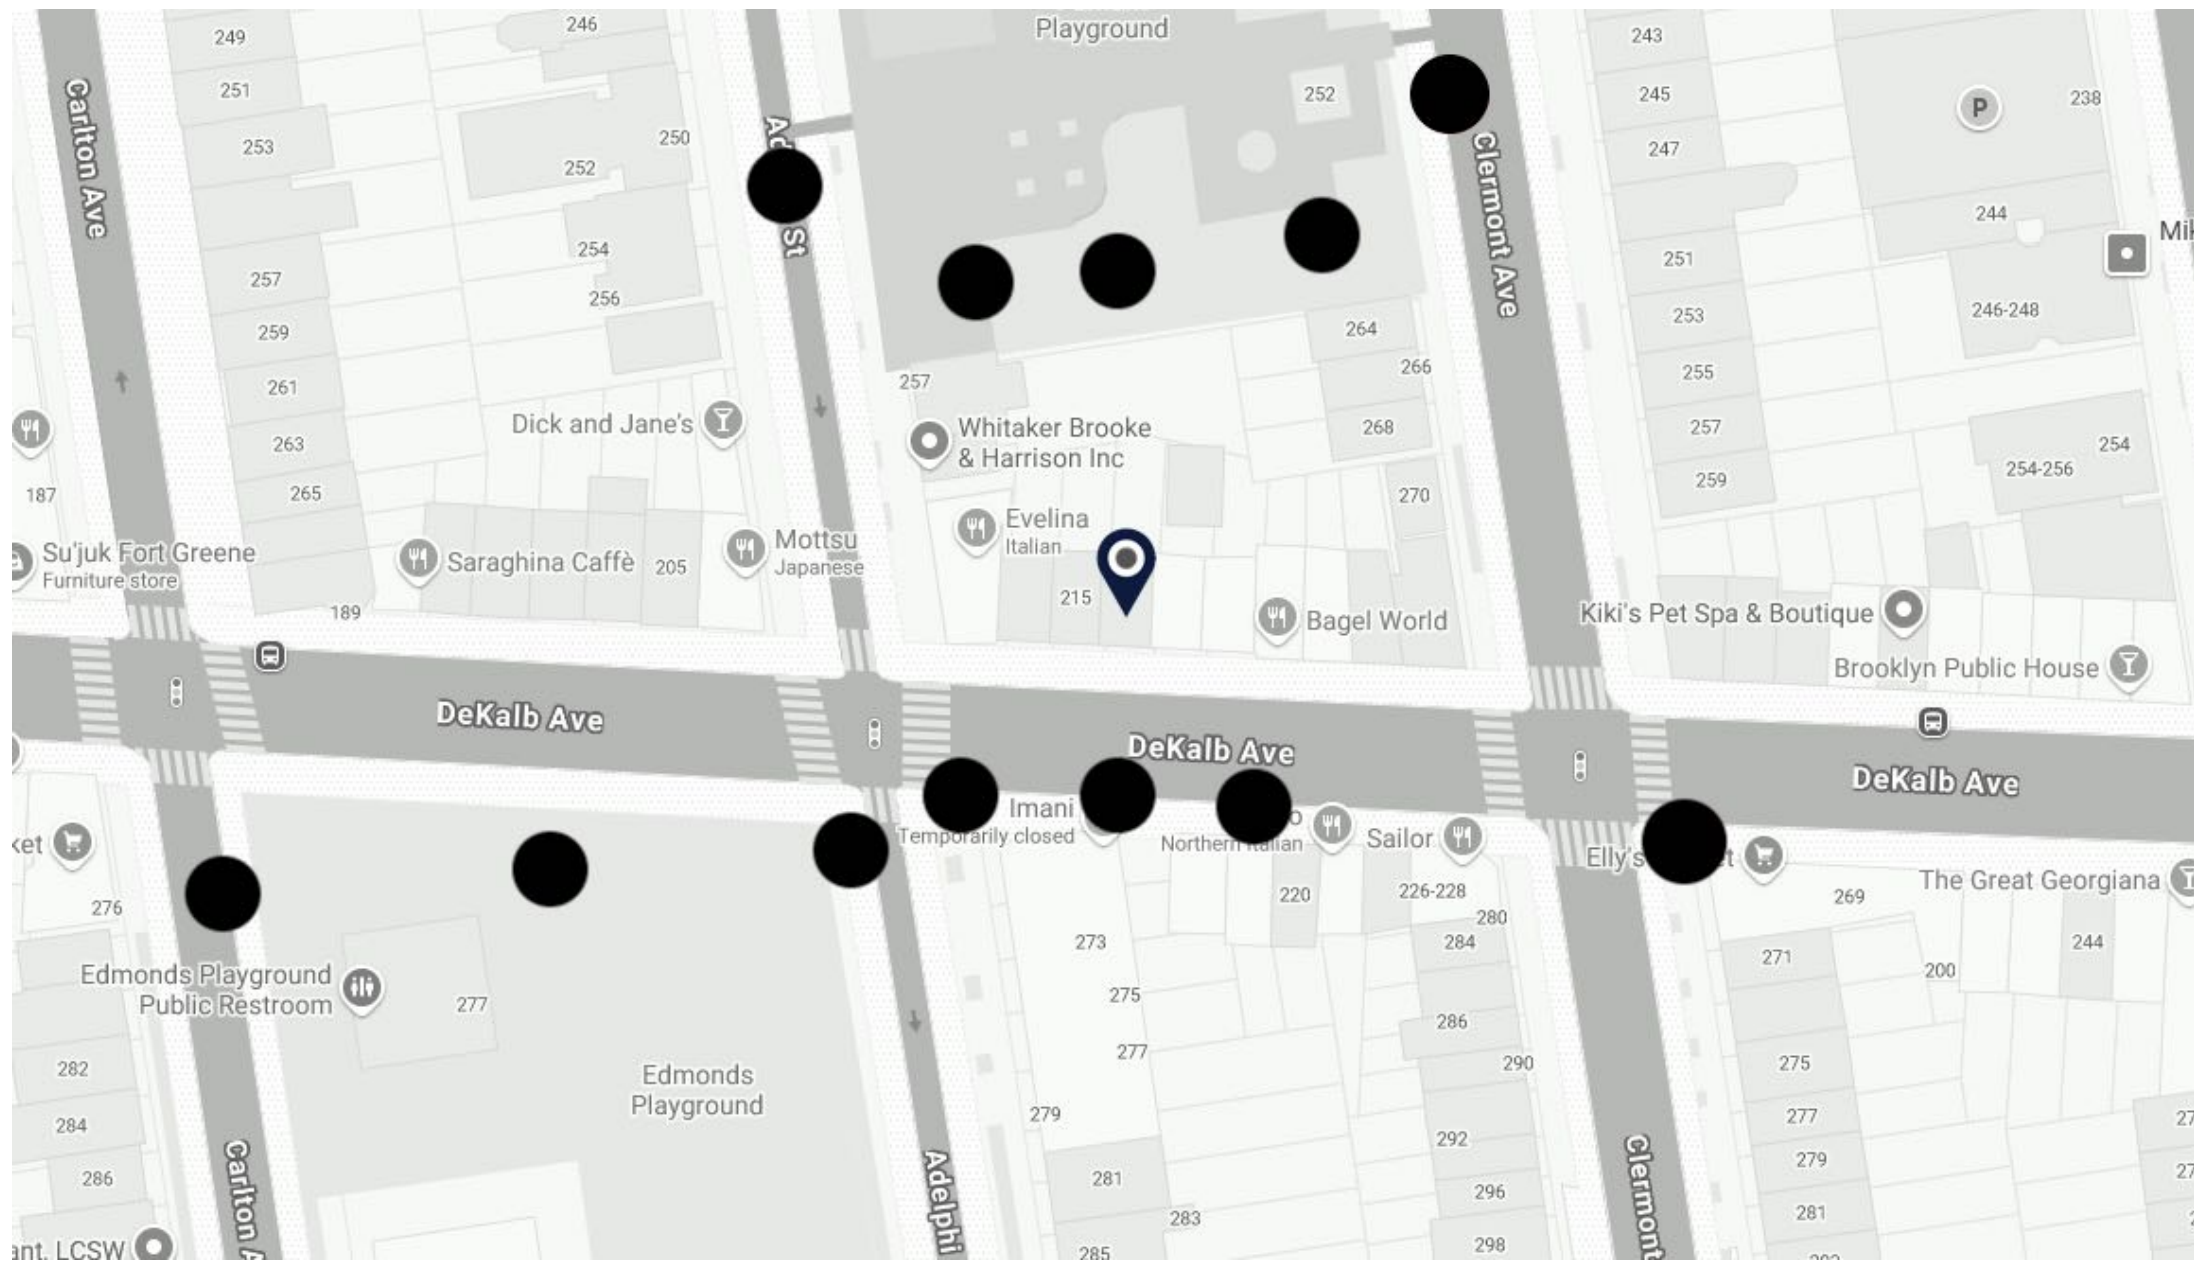 Playground
249
246
243
251
252
245
238
P
Carlton Ave
253
250
247
Clermont Ave
252
244
Mik
St
254
251
257
256
253
246-248
259
264
255
261
257
266
Dick and Jane's
Whitaker Brooke
& Harrison Inc
268
257
254
263
254-256
259
187
265
270
Evelina
Italian
Su'juk Fort Greene
Furniture store
Saraghina Caffè
205
Mottsu
Japanese
215
189
Bagel World
Kiki's Pet Spa & Boutique
Brooklyn Public House
DeKalb Ave
DeKalb Ave
DeKalb Ave
Imani
Temporarily closed
Northern Italian
Sailor
Elly's
The Great Georgiana
276
220
226-228
269
280
273
284
271
244
Edmonds Playground
Public Restroom
277
200
275
286
277
290
275
282
Edmonds
Playground
279
277
284
292
279
286
281
296
281
283
Carlton A
Adelphi
Clermont
ant, LCSW
285
298